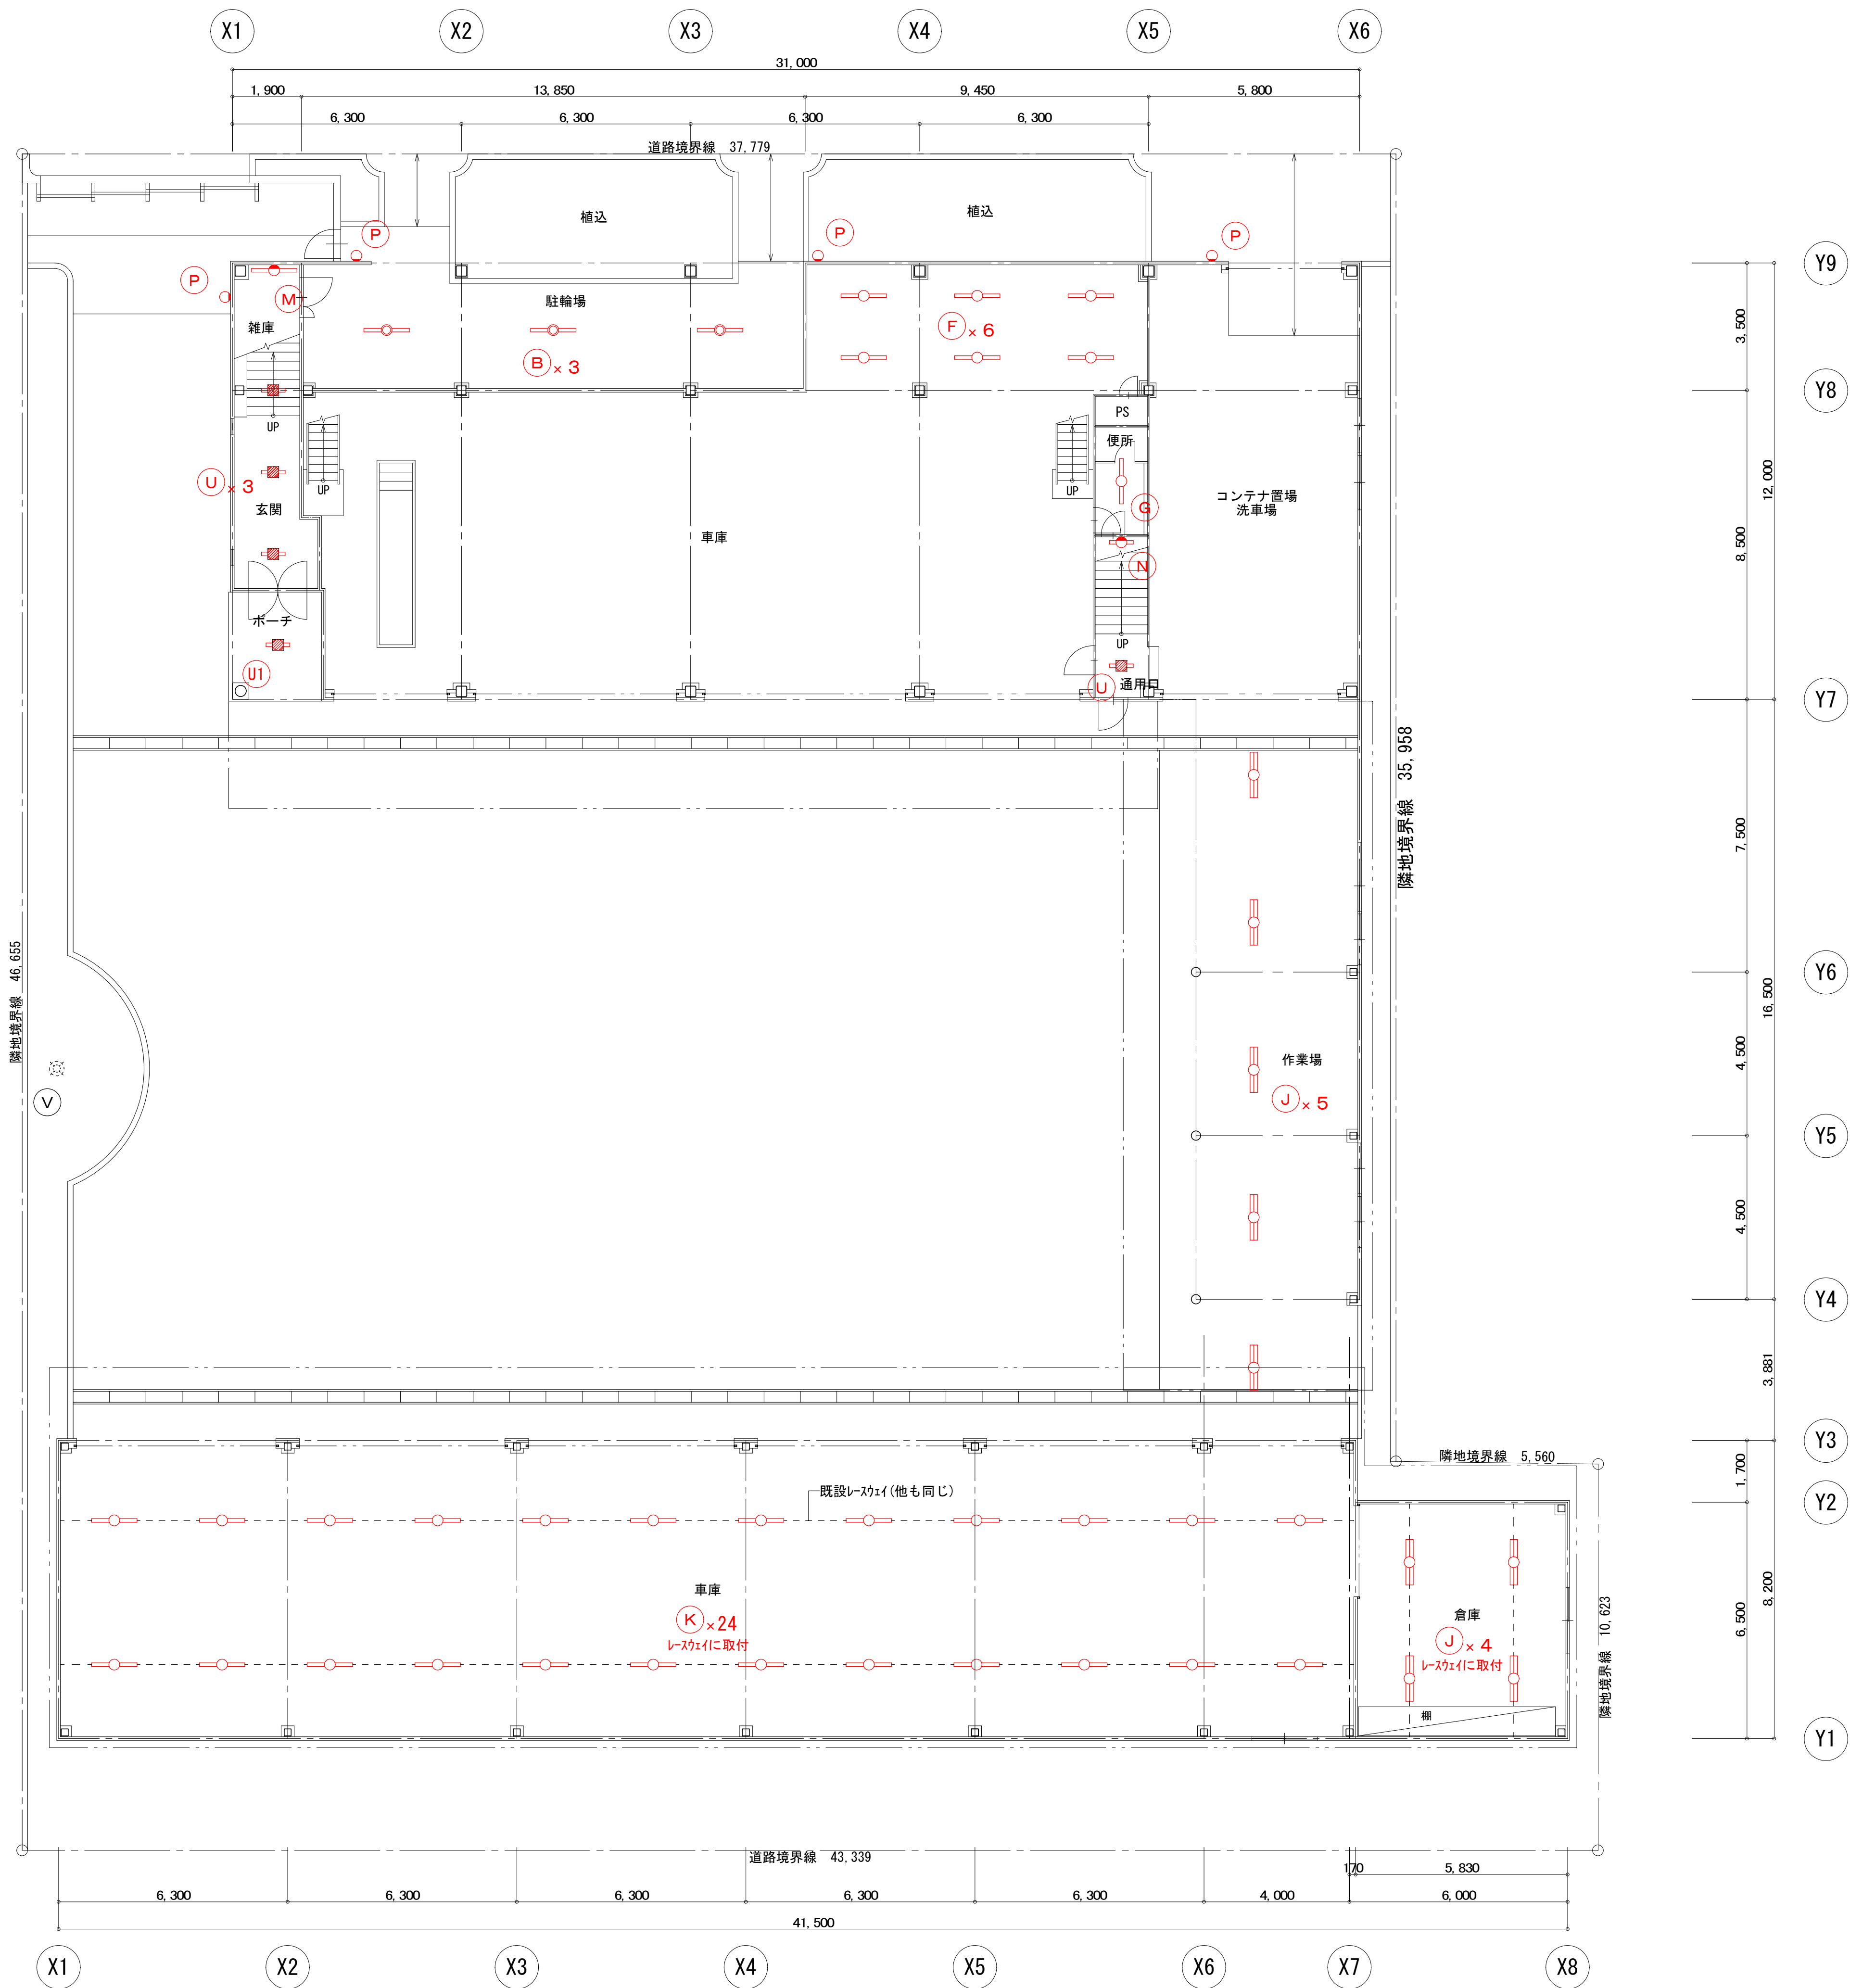 X1 X2 X3 X4 X5 X6
31,000
1,900 13,850 9,450 5,800
6,300 6,300 6,300 6,300
道路境界線 37,779
植込
植込
P
P
P
P
Y9
M
駐輪場
雑庫
F × 6
B × 3
3,500
Y8
UP
PS
便所
U × 3
UP
UP
G
コンテナ置場
洗車場
12,000
玄関
車庫
8,500
N
ポーチ
UP
U1
U
通用口
Y7
隣地境界線 35,958
7,500
隣地境界線 46,655
Y6
16,500
作業場
4,500
V
J × 5
Y5
4,500
Y4
3,881
Y3
隣地境界線 5,560
1,700
既設レースウェイ(他も同じ)
Y2
車庫
K ×24
レースウェイに取付
倉庫
J × 4
レースウェイに取付
8,200
6,500
隣地境界線 10,623
棚
Y1
道路境界線 43,339
170 5,830
6,300 6,300 6,300 6,300 6,300 4,000 6,000
41,500
X1 X2 X3 X4 X5 X6 X7 X8